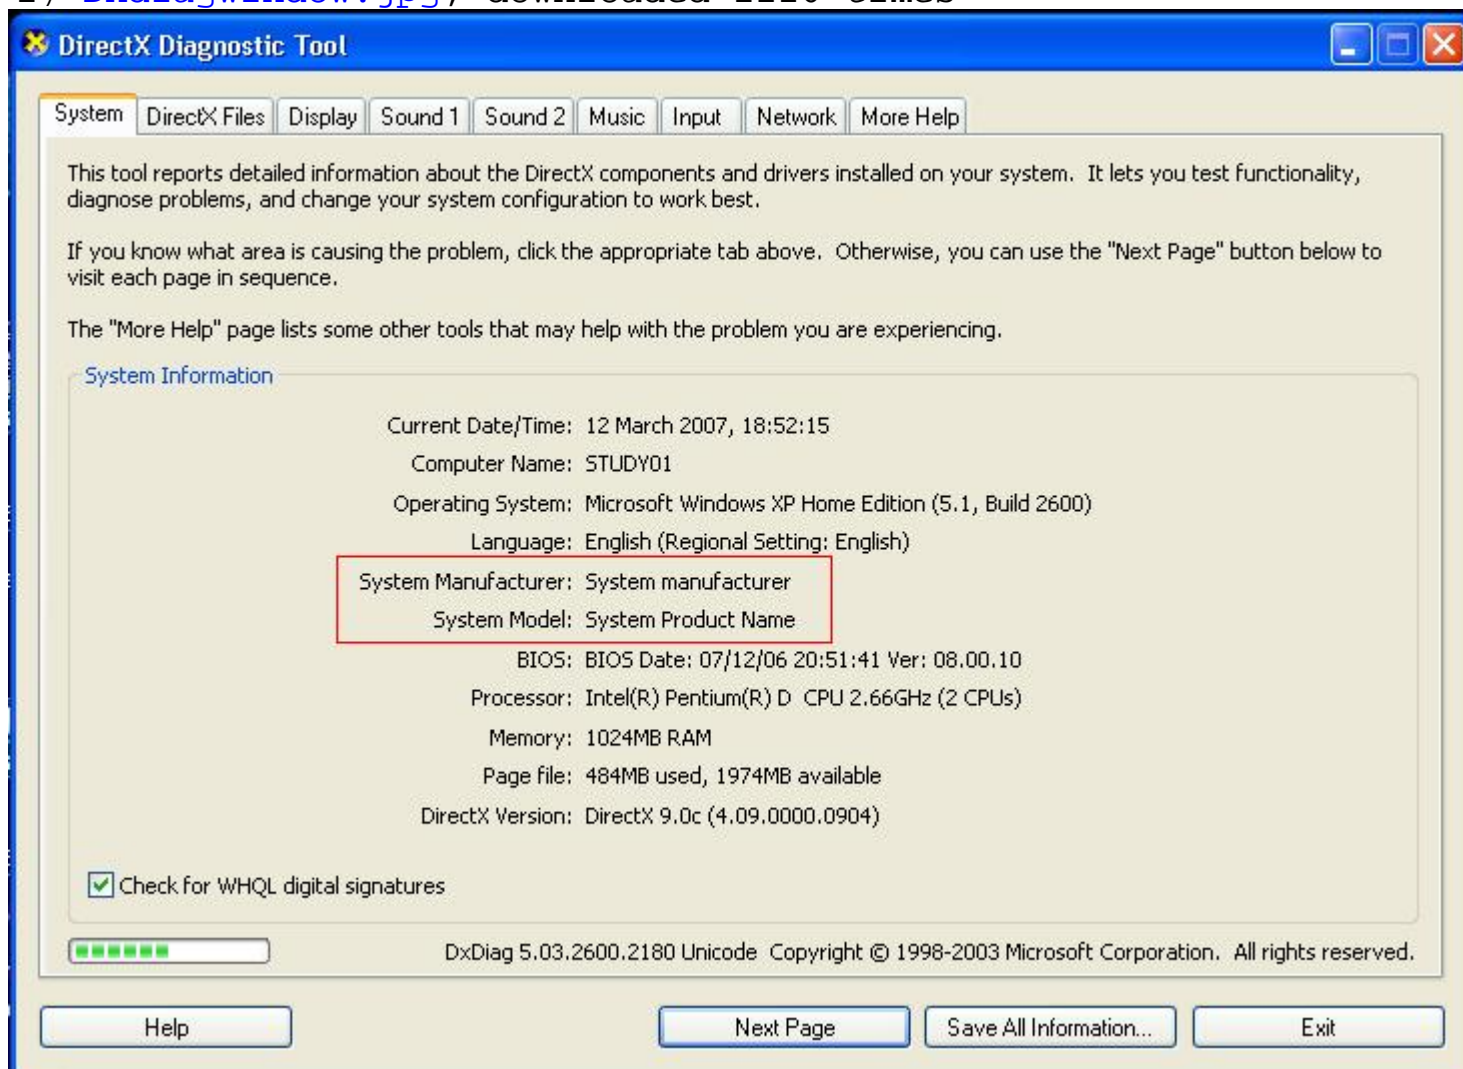 DirectX Diagnostic Tool
System DirectX Files Display Sound 1 Sound 2 Music Input Network More Help
This tool reports detailed information about the DirectX components and drivers installed on your system. It lets you test functionality,
diagnose problems, and change your system configuration to work best.
If you know what area is causing the problem, click the appropriate tab above. Otherwise, you can use the "Next Page" button below to
visit each page in sequence.
The "More Help" page lists some other tools that may help with the problem you are experiencing.
System Information
Current Date/Time: 12 March 2007, 18:52:15
Computer Name: STUDY01
Operating System: Microsoft Windows XP Home Edition (5.1, Build 2600)
Language: English (Regional Setting: English)
System Manufacturer: System manufacturer
System Model: System Product Name
BIOS: BIOS Date: 07/12/06 20:51:41 Ver: 08.00.10
Processor: Intel(R) Pentium(R) D CPU 2.66GHz (2 CPUs)
Memory: 1024MB RAM
Page file: 484MB used, 1974MB available
DirectX Version: DirectX 9.0c (4.09.0000.0904)
Check for WHQL digital signatures
DxDiag 5.03.2600.2180 Unicode Copyright © 1998-2003 Microsoft Corporation. All rights reserved.
Help Next Page Save All Information... Exit